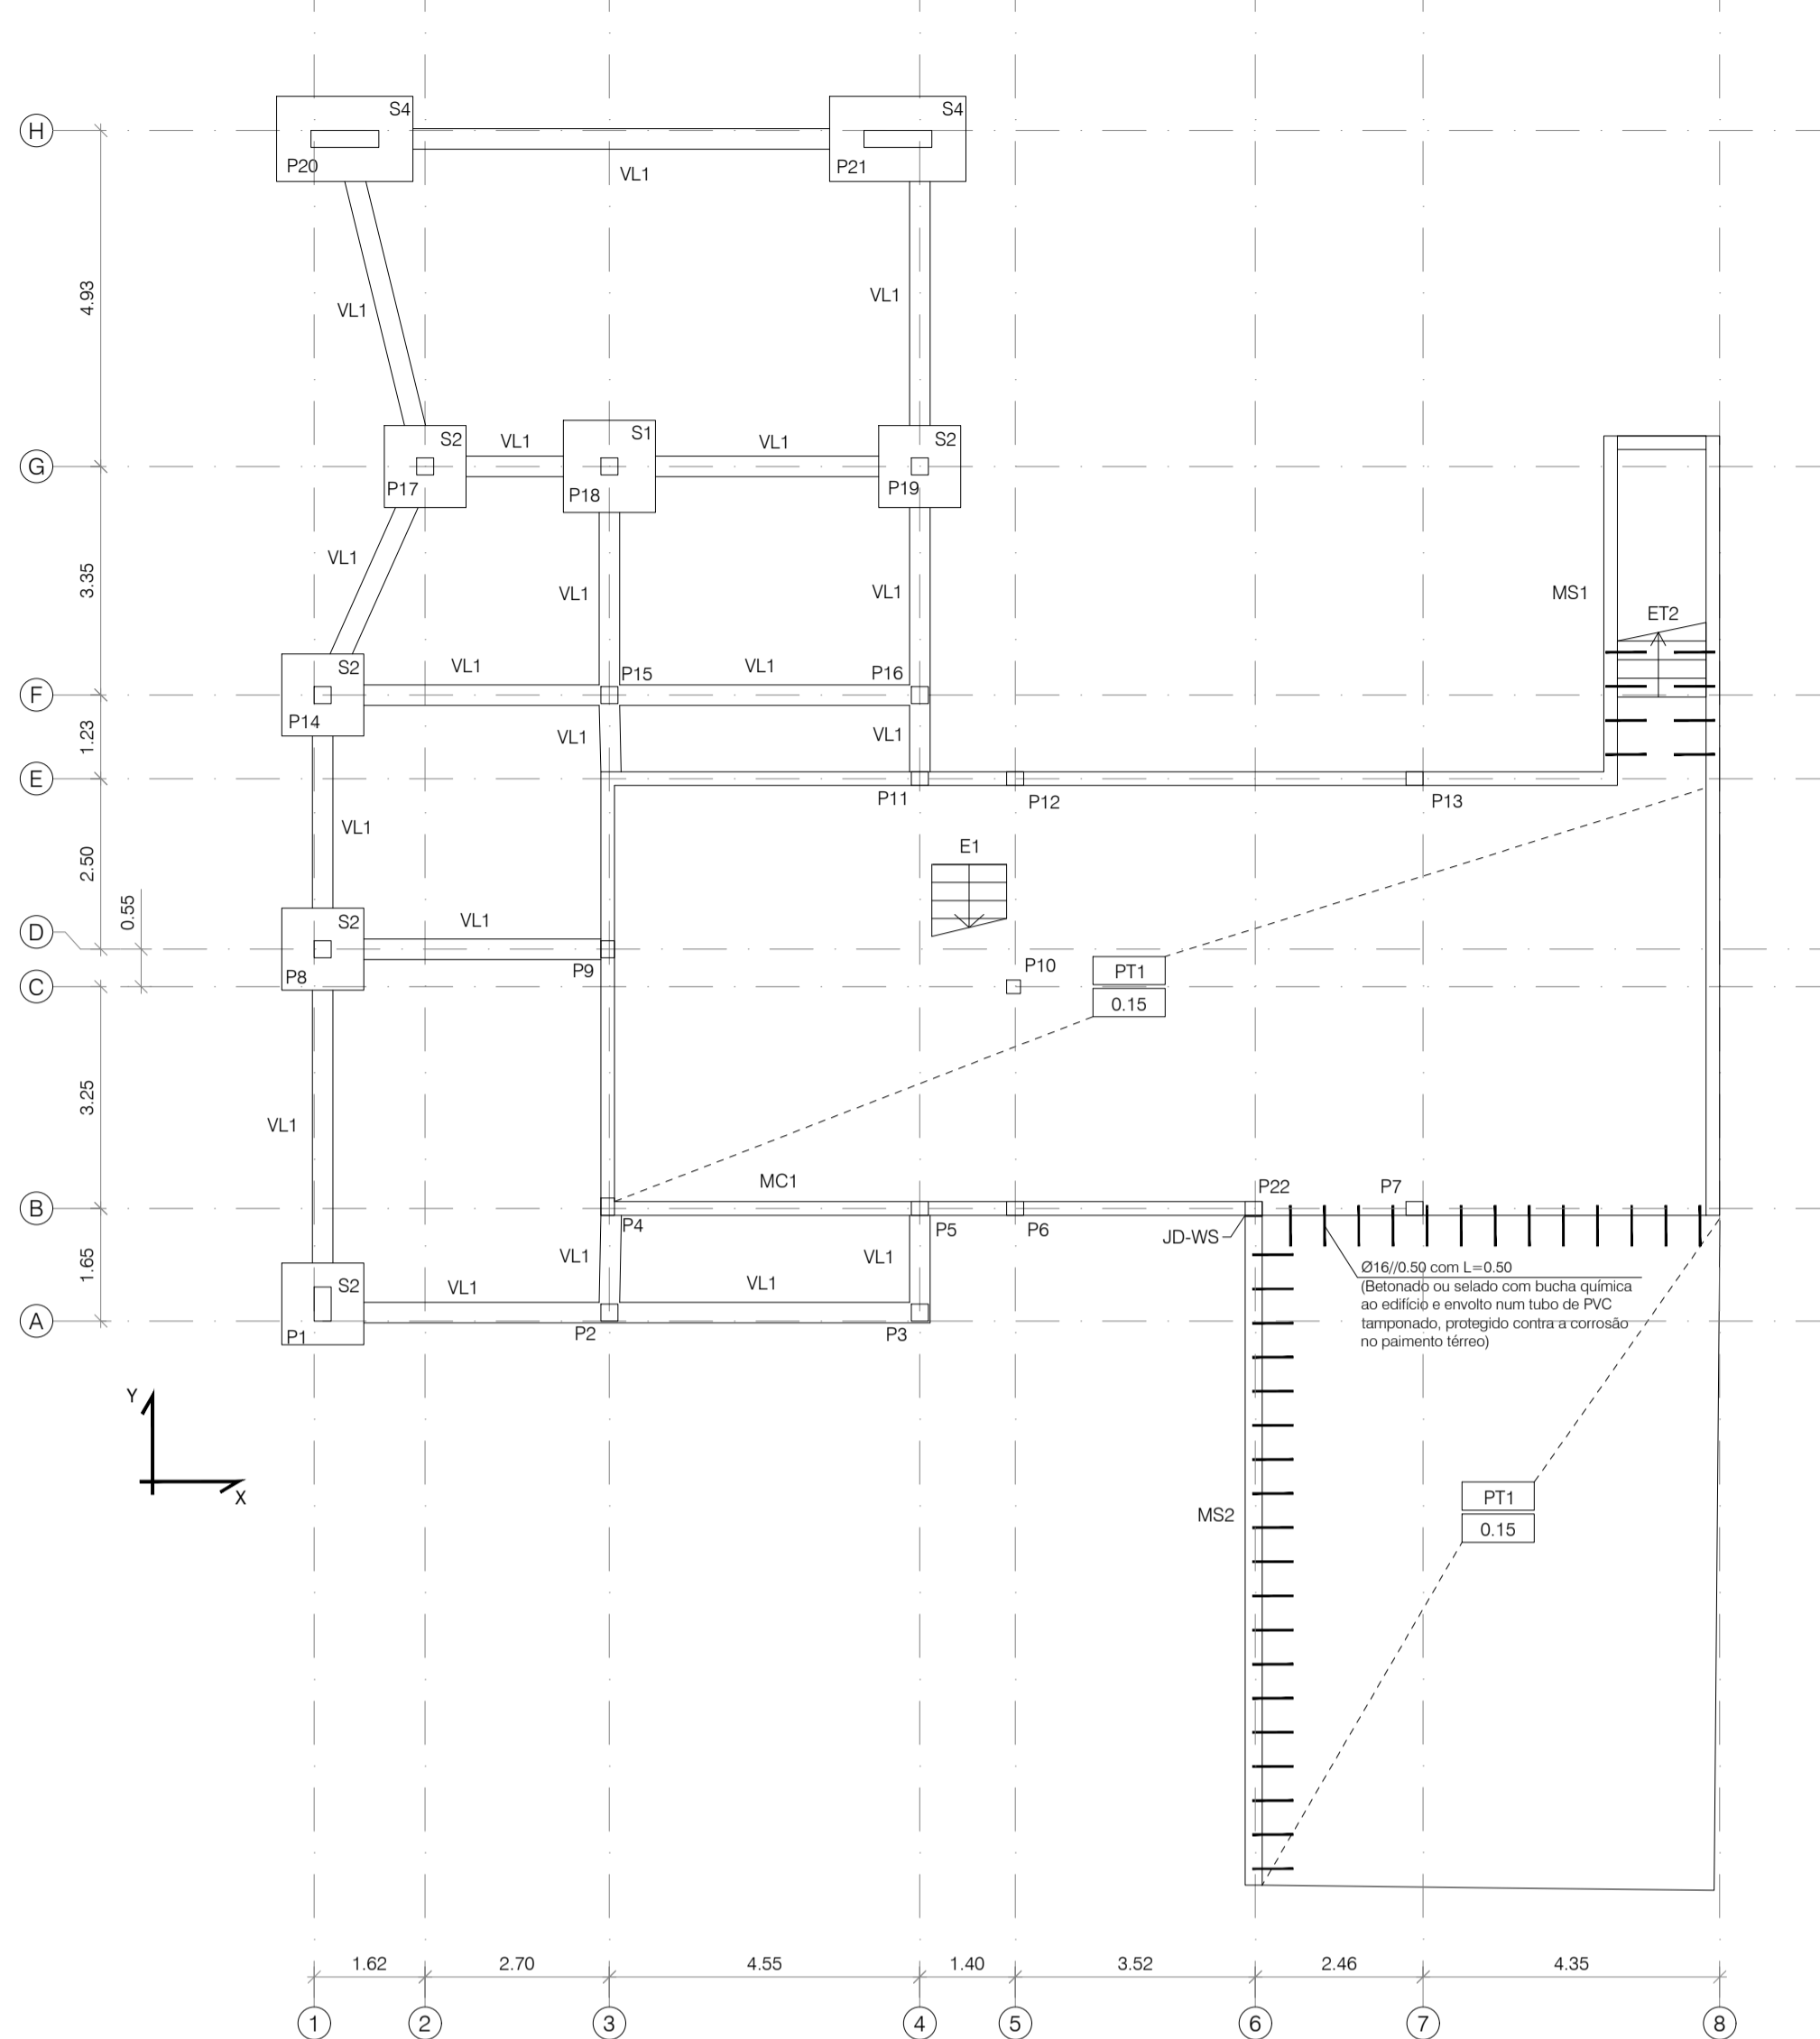 H
S4
S4
P20
P21
VL1
4.93
VL1
VL1
G
S2
VL1
S1
VL1
S2
P17
P18
P19
3.35
VL1
VL1
VL1
MS1
ET2
F
S2
VL1
P15
VL1
P16
P14
1.23
VL1
VL1
E
P11
P12
P13
VL1
2.50
E1
0.55
D
S2
VL1
P8
P9
P10
C
PT1
0.15
3.25
VL1
MC1
P22
P7
B
P4
P5
P6
JD-WS
VL1
VL1
1.65
S2
VL1
VL1
Ø16//0.50 com L=0.50
(Betonado ou selado com bucha química
ao edifício e envolto num tubo de PVC
tamponado, protegido contra a corrosão
no paimento térreo)
A
P1
P2
P3
Y
X
PT1
0.15
MS2
1.62
2.70
4.55
1.40
3.52
2.46
4.35
1
2
3
4
5
6
7
8